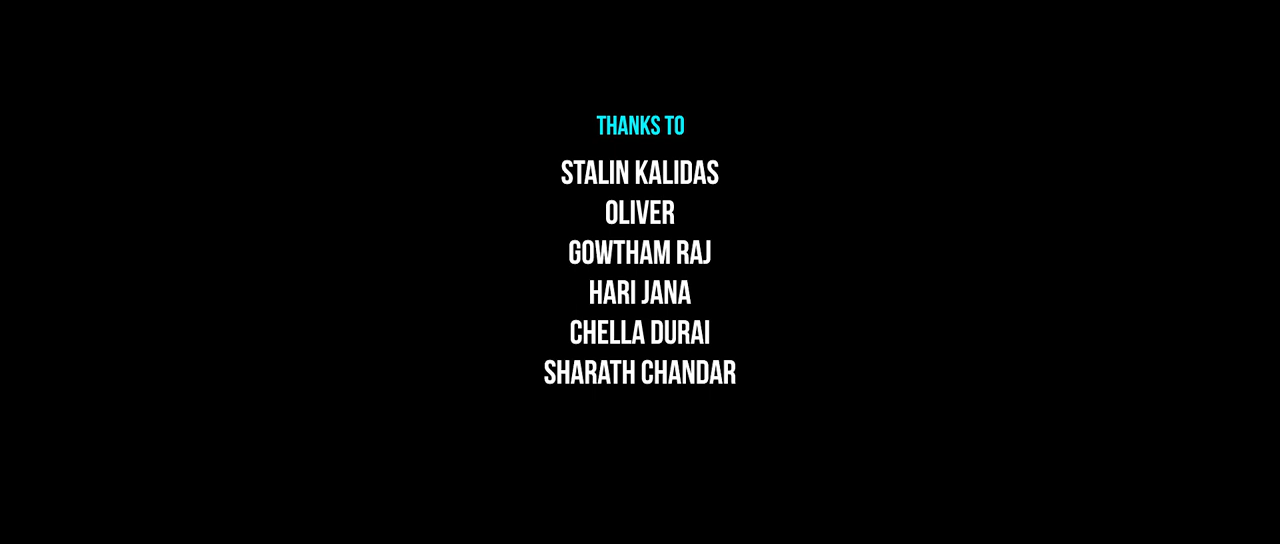 THANKS TO
STALIN KALIDAS
OLIVER
GOWTHAM RAJ
HARI JANA
CHELLA DURAI
SHARATH CHANDAR